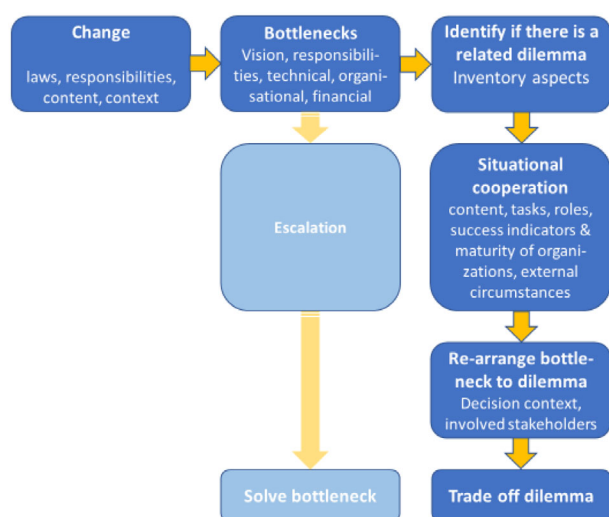 Change
laws, responsibilities,
content, context
Bottlenecks
Vision, responsibili-
ties, technical, organi-
sational, financial
Identify if there is a
related dilemma
Inventory aspects
Escalation
Situational
cooperation
content, tasks, roles,
success indicators &
maturity of organi-
zations, external
circumstances
Re-arrange bottle-
neck to dilemma
Decision context,
involved stakeholders
Solve bottleneck
Trade off dilemma